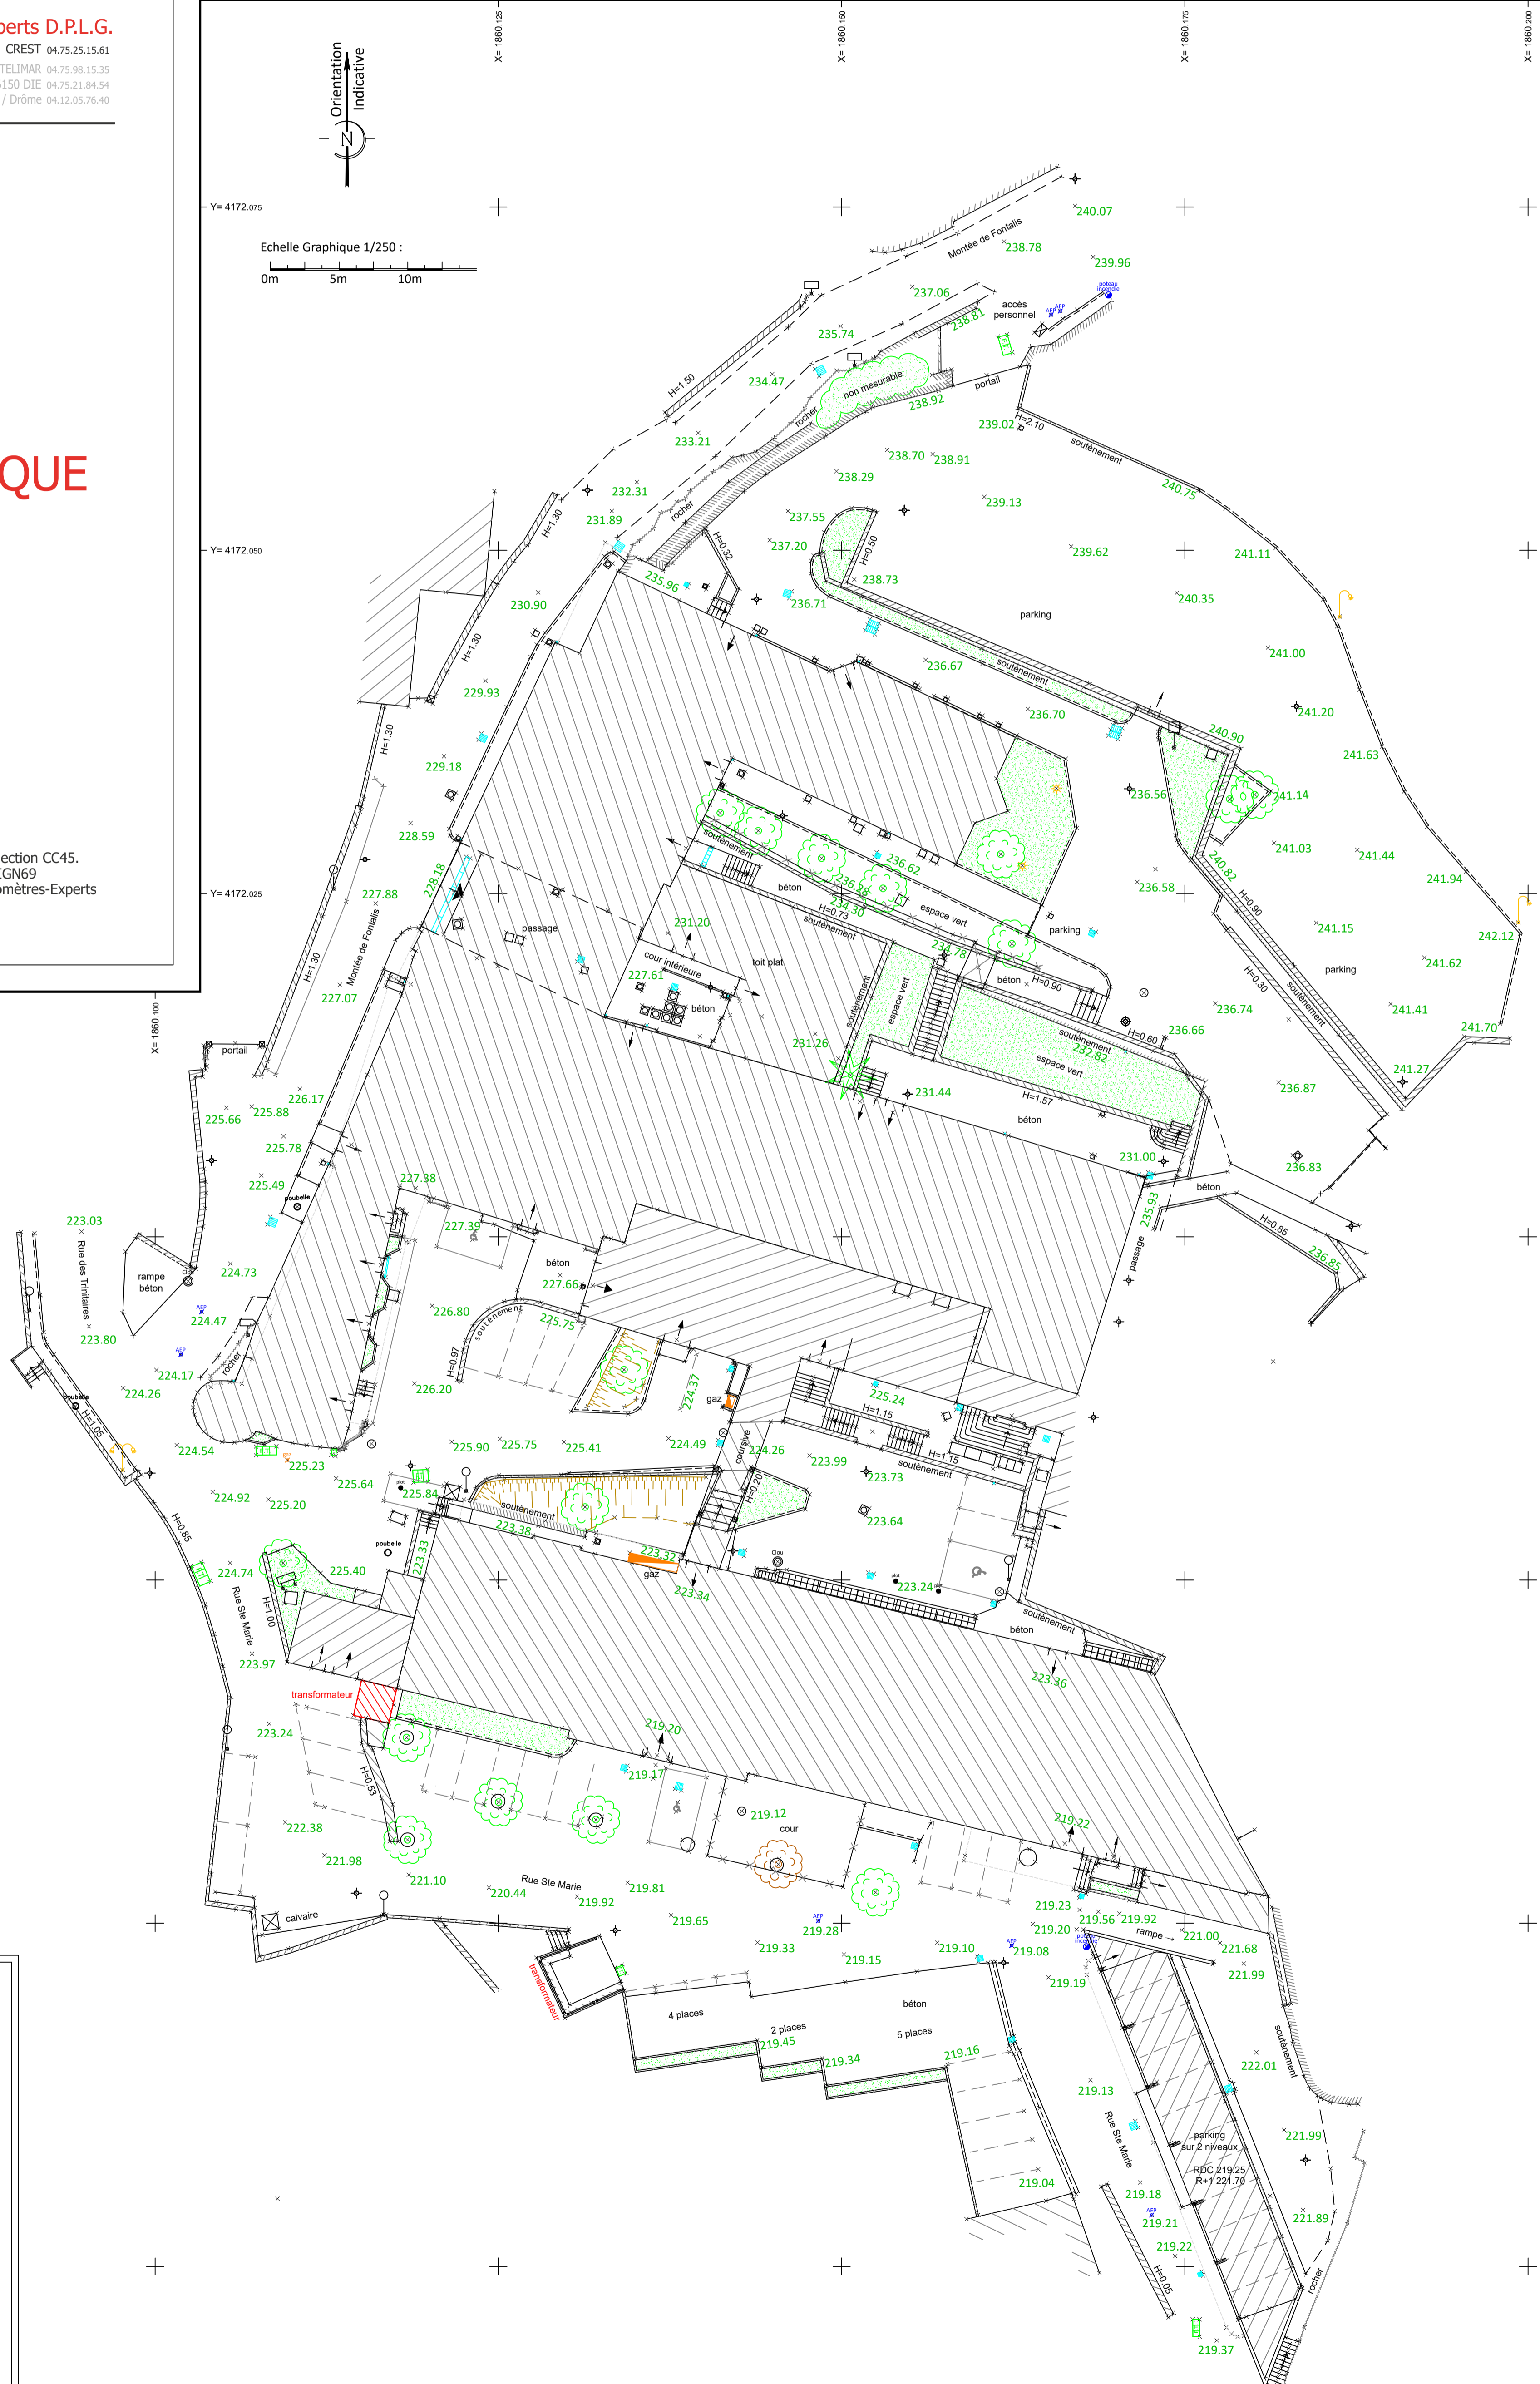 perts D.P.L.G.
CREST 04.75.25.15.61
TELIMAR 04.75.98.15.35
150 DIE 04.75.21.84.54
/ Drôme 04.12.05.76.40
QUE
ection CC45.
IGN69
omètres-Experts
X= 1860.100
X= 1860.125
X= 1860.150
X= 1860.175
X= 1860.200
Y= 4172.075
Y= 4172.050
Y= 4172.025
Orientation
Indicative
N
Echelle Graphique 1/250 :
0m 5m 10m
240.07
Montée de Fontalis
238.78
239.96
poteau
incendie
AEP AEP
237.06
accès
personnel
238.81
235.74
234.47
H=1.50
non mesurable
238.92
portail
rocher
239.02
H=2.10
soutènement
233.21
238.70
238.91
238.29
240.75
232.31
239.13
rocher
231.89
237.55
H=1.30
237.20
H=0.32
H=0.50
239.62
241.11
235.96
238.73
230.90
236.71
240.35
parking
H=1.30
241.00
236.67
soutènement
229.93
236.70
241.20
H=1.30
240.90
241.63
229.18
236.56
241.14
228.59
soutènement
241.03
241.44
236.62
240.82
228.18
béton
236.28
236.58
241.94
227.88
234.30
H=0.90
H=0.73
soutènement
espace vert
231.20
passage
parking
241.15
242.12
Montée de Fontalis
234.78
H=1.30
cour intérieure
toit plat
241.62
227.61
parking
béton
H=0.90
H=0.30
227.07
soutènement
espace vert
soutènement
béton
236.74
241.41
portail
231.26
soutènement
H=0.60
236.66
241.70
232.82
espace vert
241.27
226.17
231.44
236.87
225.66
225.88
H=1.57
béton
225.78
231.00
236.83
225.49
227.38
béton
poubelle
235.93
223.03
227.39
H=0.85
Rue des Trinitaires
passage
236.85
224.73
béton
rampe
béton
Clou
227.66
226.80
AEP
224.47
soutènement
225.75
223.80
AEP
rocher
H=0.97
224.17
226.20
224.37
224.26
225.24
poubelle
gaz
H=1.05
H=1.15
224.54
225.90
225.75
225.41
224.49
coursive
224.26
H=1.15
225.23
223.99
soutènement
223.73
225.64
plot
225.84
H=0.20
224.92
225.20
soutènement
223.64
H=0.85
223.38
poubelle
223.32
Clou
224.74
225.40
223.33
gaz
223.34
plot
223.24
plot
Rue Ste Marie
H=1.00
soutènement
béton
223.97
223.36
transformateur
223.24
219.20
H=0.53
219.17
219.12
222.38
cour
219.22
221.98
221.10
Rue Ste Marie
220.44
219.81
219.92
219.23
calvaire
219.65
AEP
219.56
219.92
219.28
219.20
rampe →
221.00
poteau
incendie
221.68
219.33
219.15
219.10
AEP
219.08
221.99
219.19
transformateur
4 places
béton
2 places
5 places
soutènement
219.45
219.34
219.16
222.01
219.13
Rue Ste Marie
221.99
parking
sur 2 niveaux
RDC 219.25
R+1 221.70
219.04
219.18
AEP
219.21
221.89
219.22
H=0.05
rocher
219.37